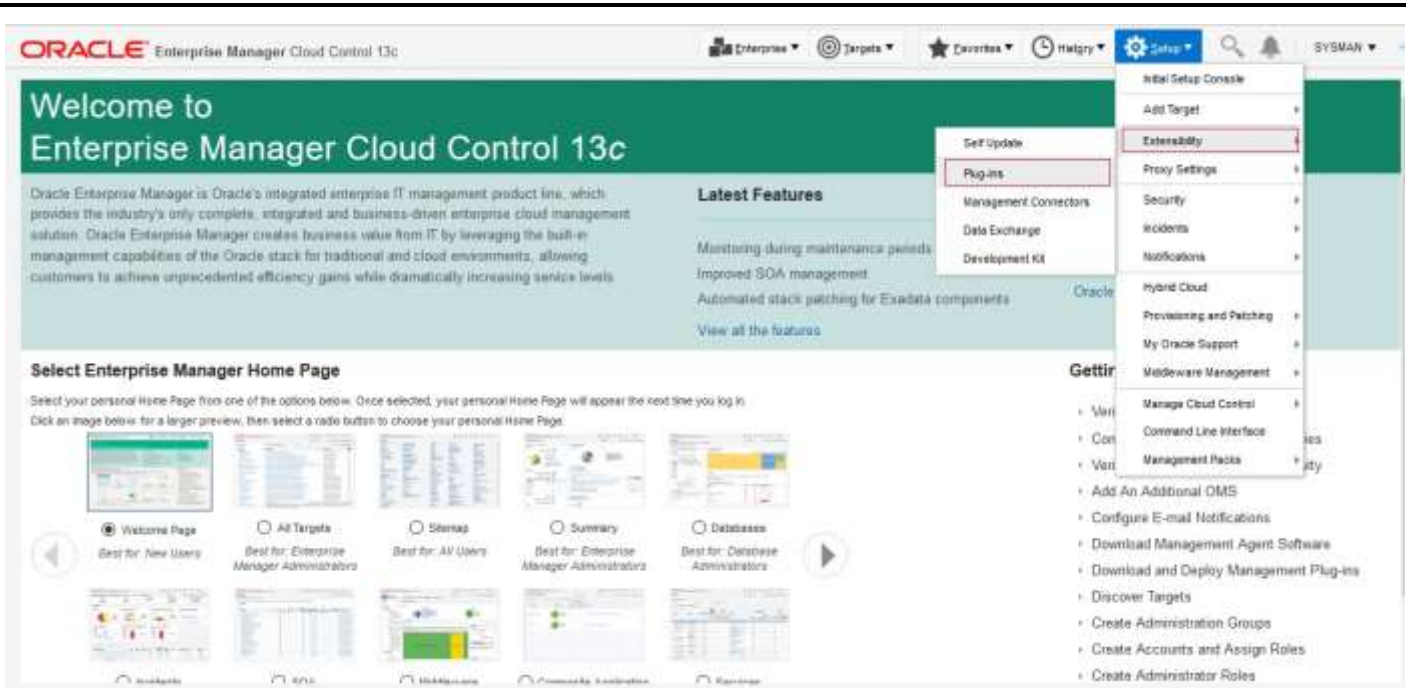 ORACLE Enterprise Manager Cloud Control 13c
Enterprise
Targets
Favorites
History
Setup
SYSMAN
Welcome to
Enterprise Manager Cloud Control 13c
Oracle Enterprise Manager is Oracle's integrated enterprise IT management product line, which
provides the industry's only complete, integrated and business-driven enterprise cloud management
solution. Oracle Enterprise Manager creates business value from IT by leveraging the built-in
management capabilities of the Oracle stack for traditional and cloud environments, allowing
customers to achieve unprecedented efficiency gains while dramatically increasing service levels.
Latest Features
Monitoring during maintenance periods
Improved SOA management
Automated stack patching for Exadata components
View all the features
Oracle
Self Update
Plug-ins
Management Connectors
Data Exchange
Development Kit
Initial Setup Console
Add Target
Extensibility
Proxy Settings
Security
Incidents
Notifications
Hybrid Cloud
Provisioning and Patching
My Oracle Support
Middleware Management
Manage Cloud Control
Command Line Interface
Management Packs
Select Enterprise Manager Home Page
Select your personal Home Page from one of the options below. Once selected, your personal Home Page will appear the next time you log in.
Click an image below for a larger preview, then select a radio button to choose your personal Home Page.
Welcome Page
Best for: New Users
All Targets
Best for: Enterprise
Manager Administrators
Sitemap
Best for: All Users
Summary
Best for: Enterprise
Manager Administrators
Databases
Best for: Database
Administrators
Incidents
SOA
Middleware
Composite Application
Services
Gettin
Veri
Con
ies
Veri
ity
Add An Additional OMS
Configure E-mail Notifications
Download Management Agent Software
Download and Deploy Management Plug-ins
Discover Targets
Create Administration Groups
Create Accounts and Assign Roles
Create Administrator Roles